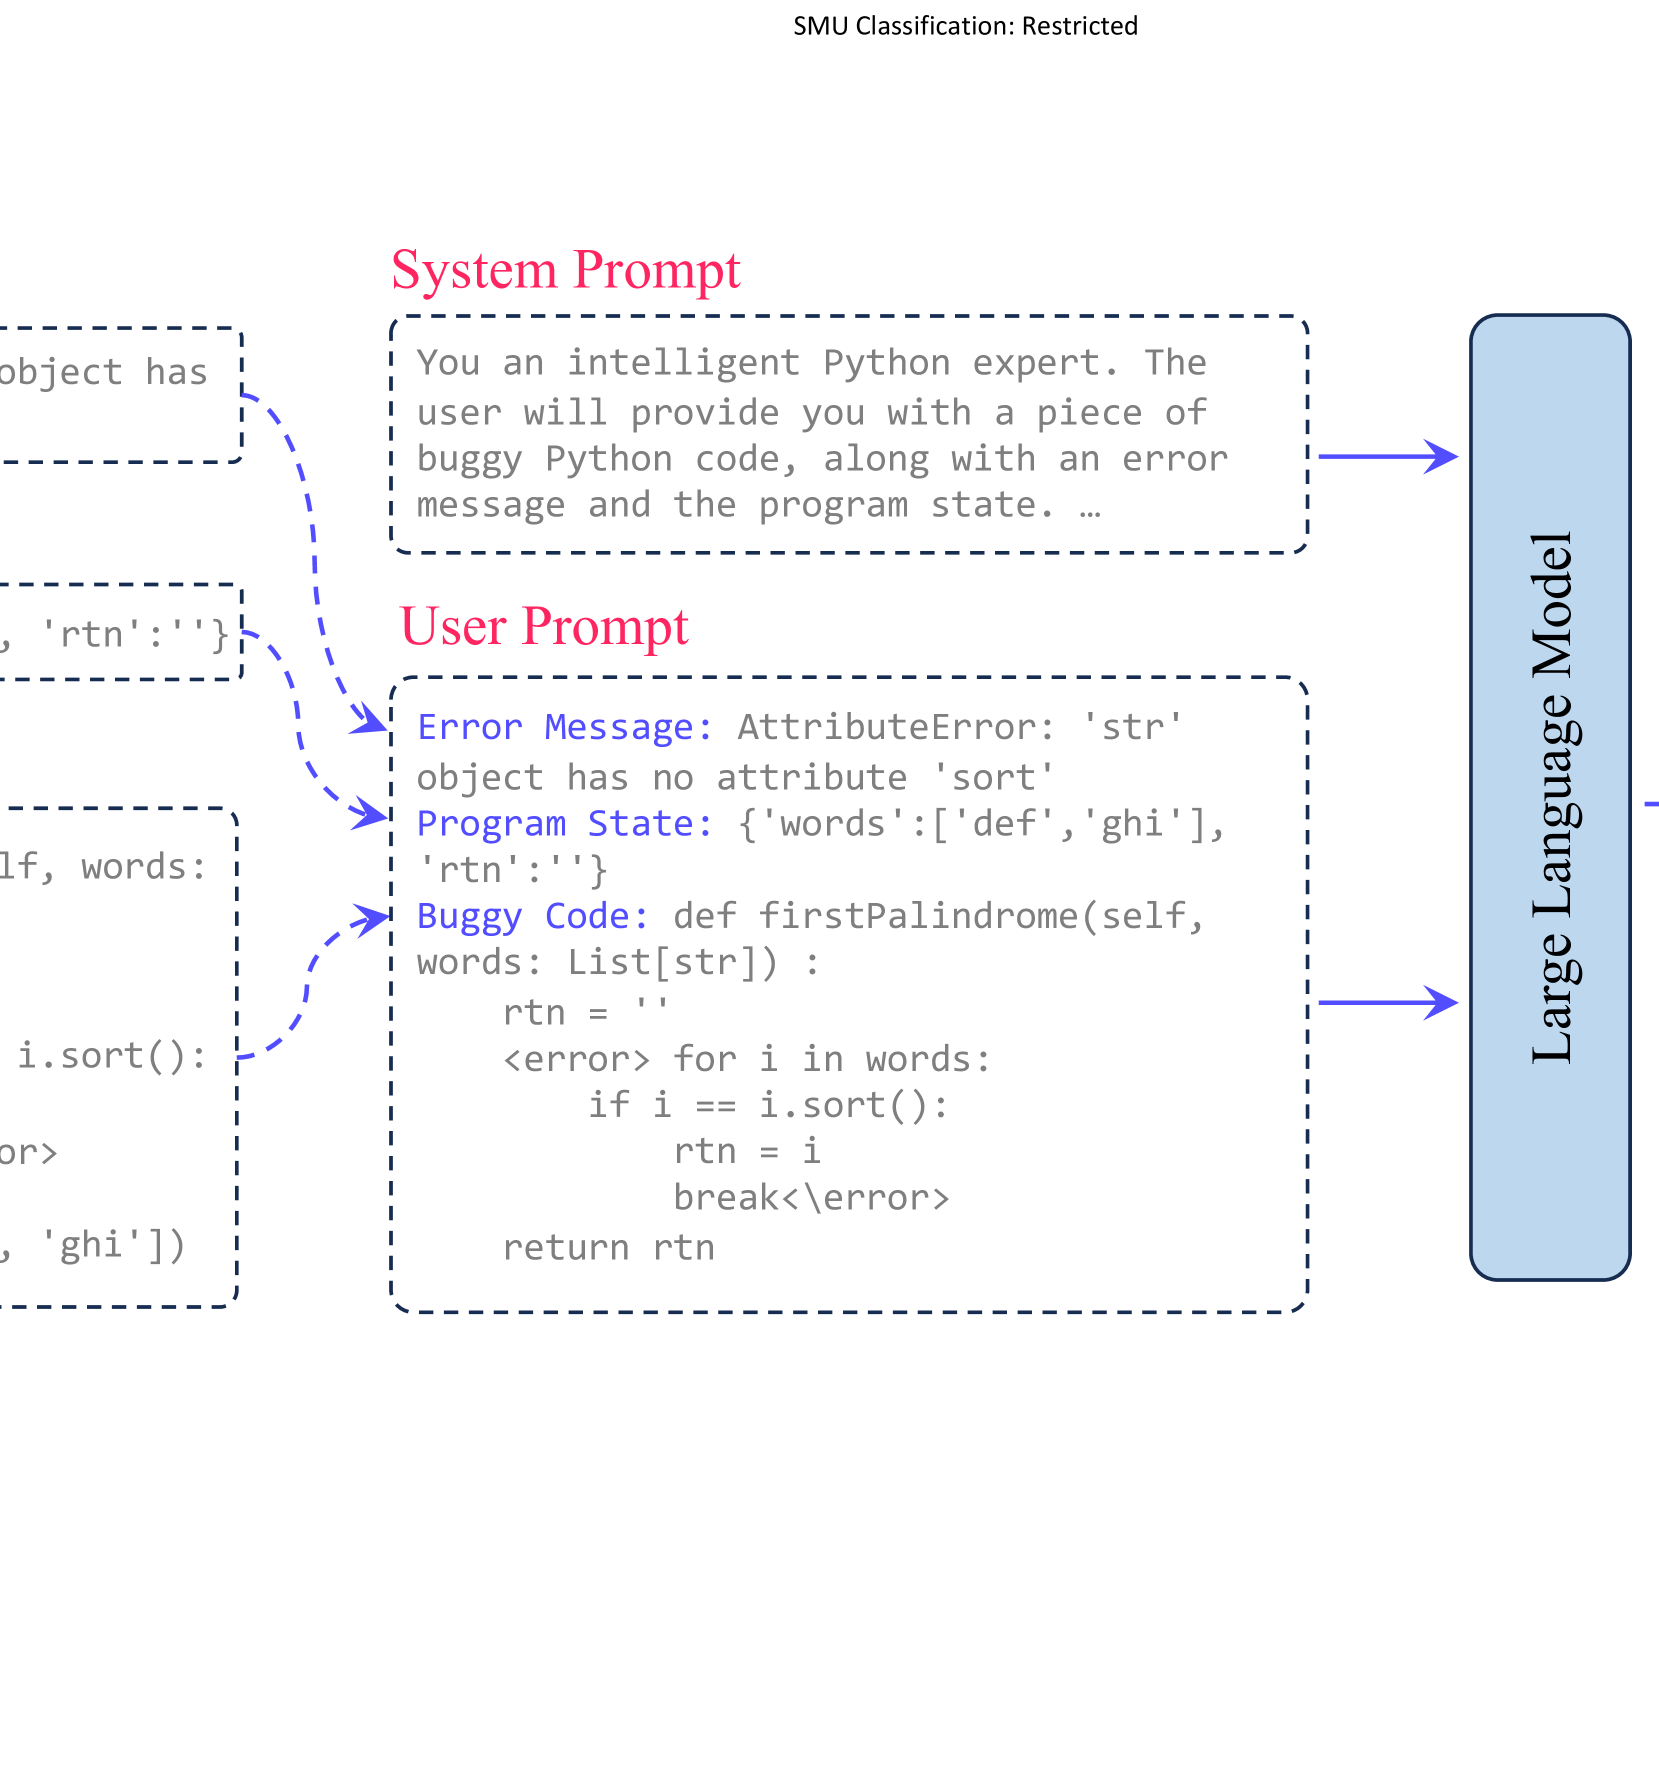 SMU Classification: Restricted
object has
, 'rtn':''}
lf, words:
i.sort():
or>
, 'ghi'])
System Prompt
You an intelligent Python expert. The
user will provide you with a piece of
buggy Python code, along with an error
message and the program state. …
User Prompt
Error Message: AttributeError: 'str'
object has no attribute 'sort'
Program State: {'words':['def','ghi'],
'rtn':''}
Buggy Code: def firstPalindrome(self,
words: List[str]) :
    rtn = ''
    <error> for i in words:
        if i == i.sort():
            rtn = i
            break<\error>
    return rtn
Large Language Model